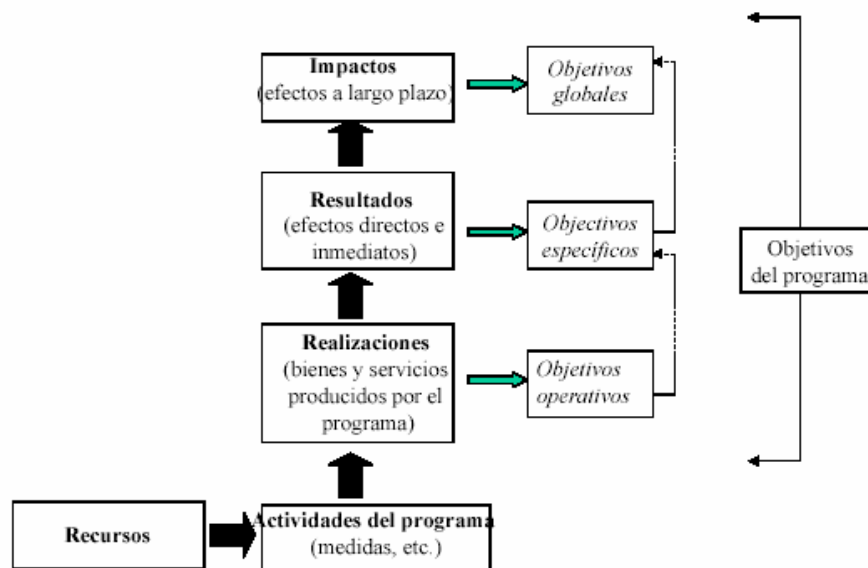 Impactos
(efectos a largo plazo)
Objetivos
globales
Resultados
(efectos directos e
inmediatos)
Objectivos
específicos
Objetivos
del programa
Realizaciones
(bienes y servicios
producidos por el
programa)
Objetivos
operativos
Recursos
Actividades del programa
(medidas, etc.)